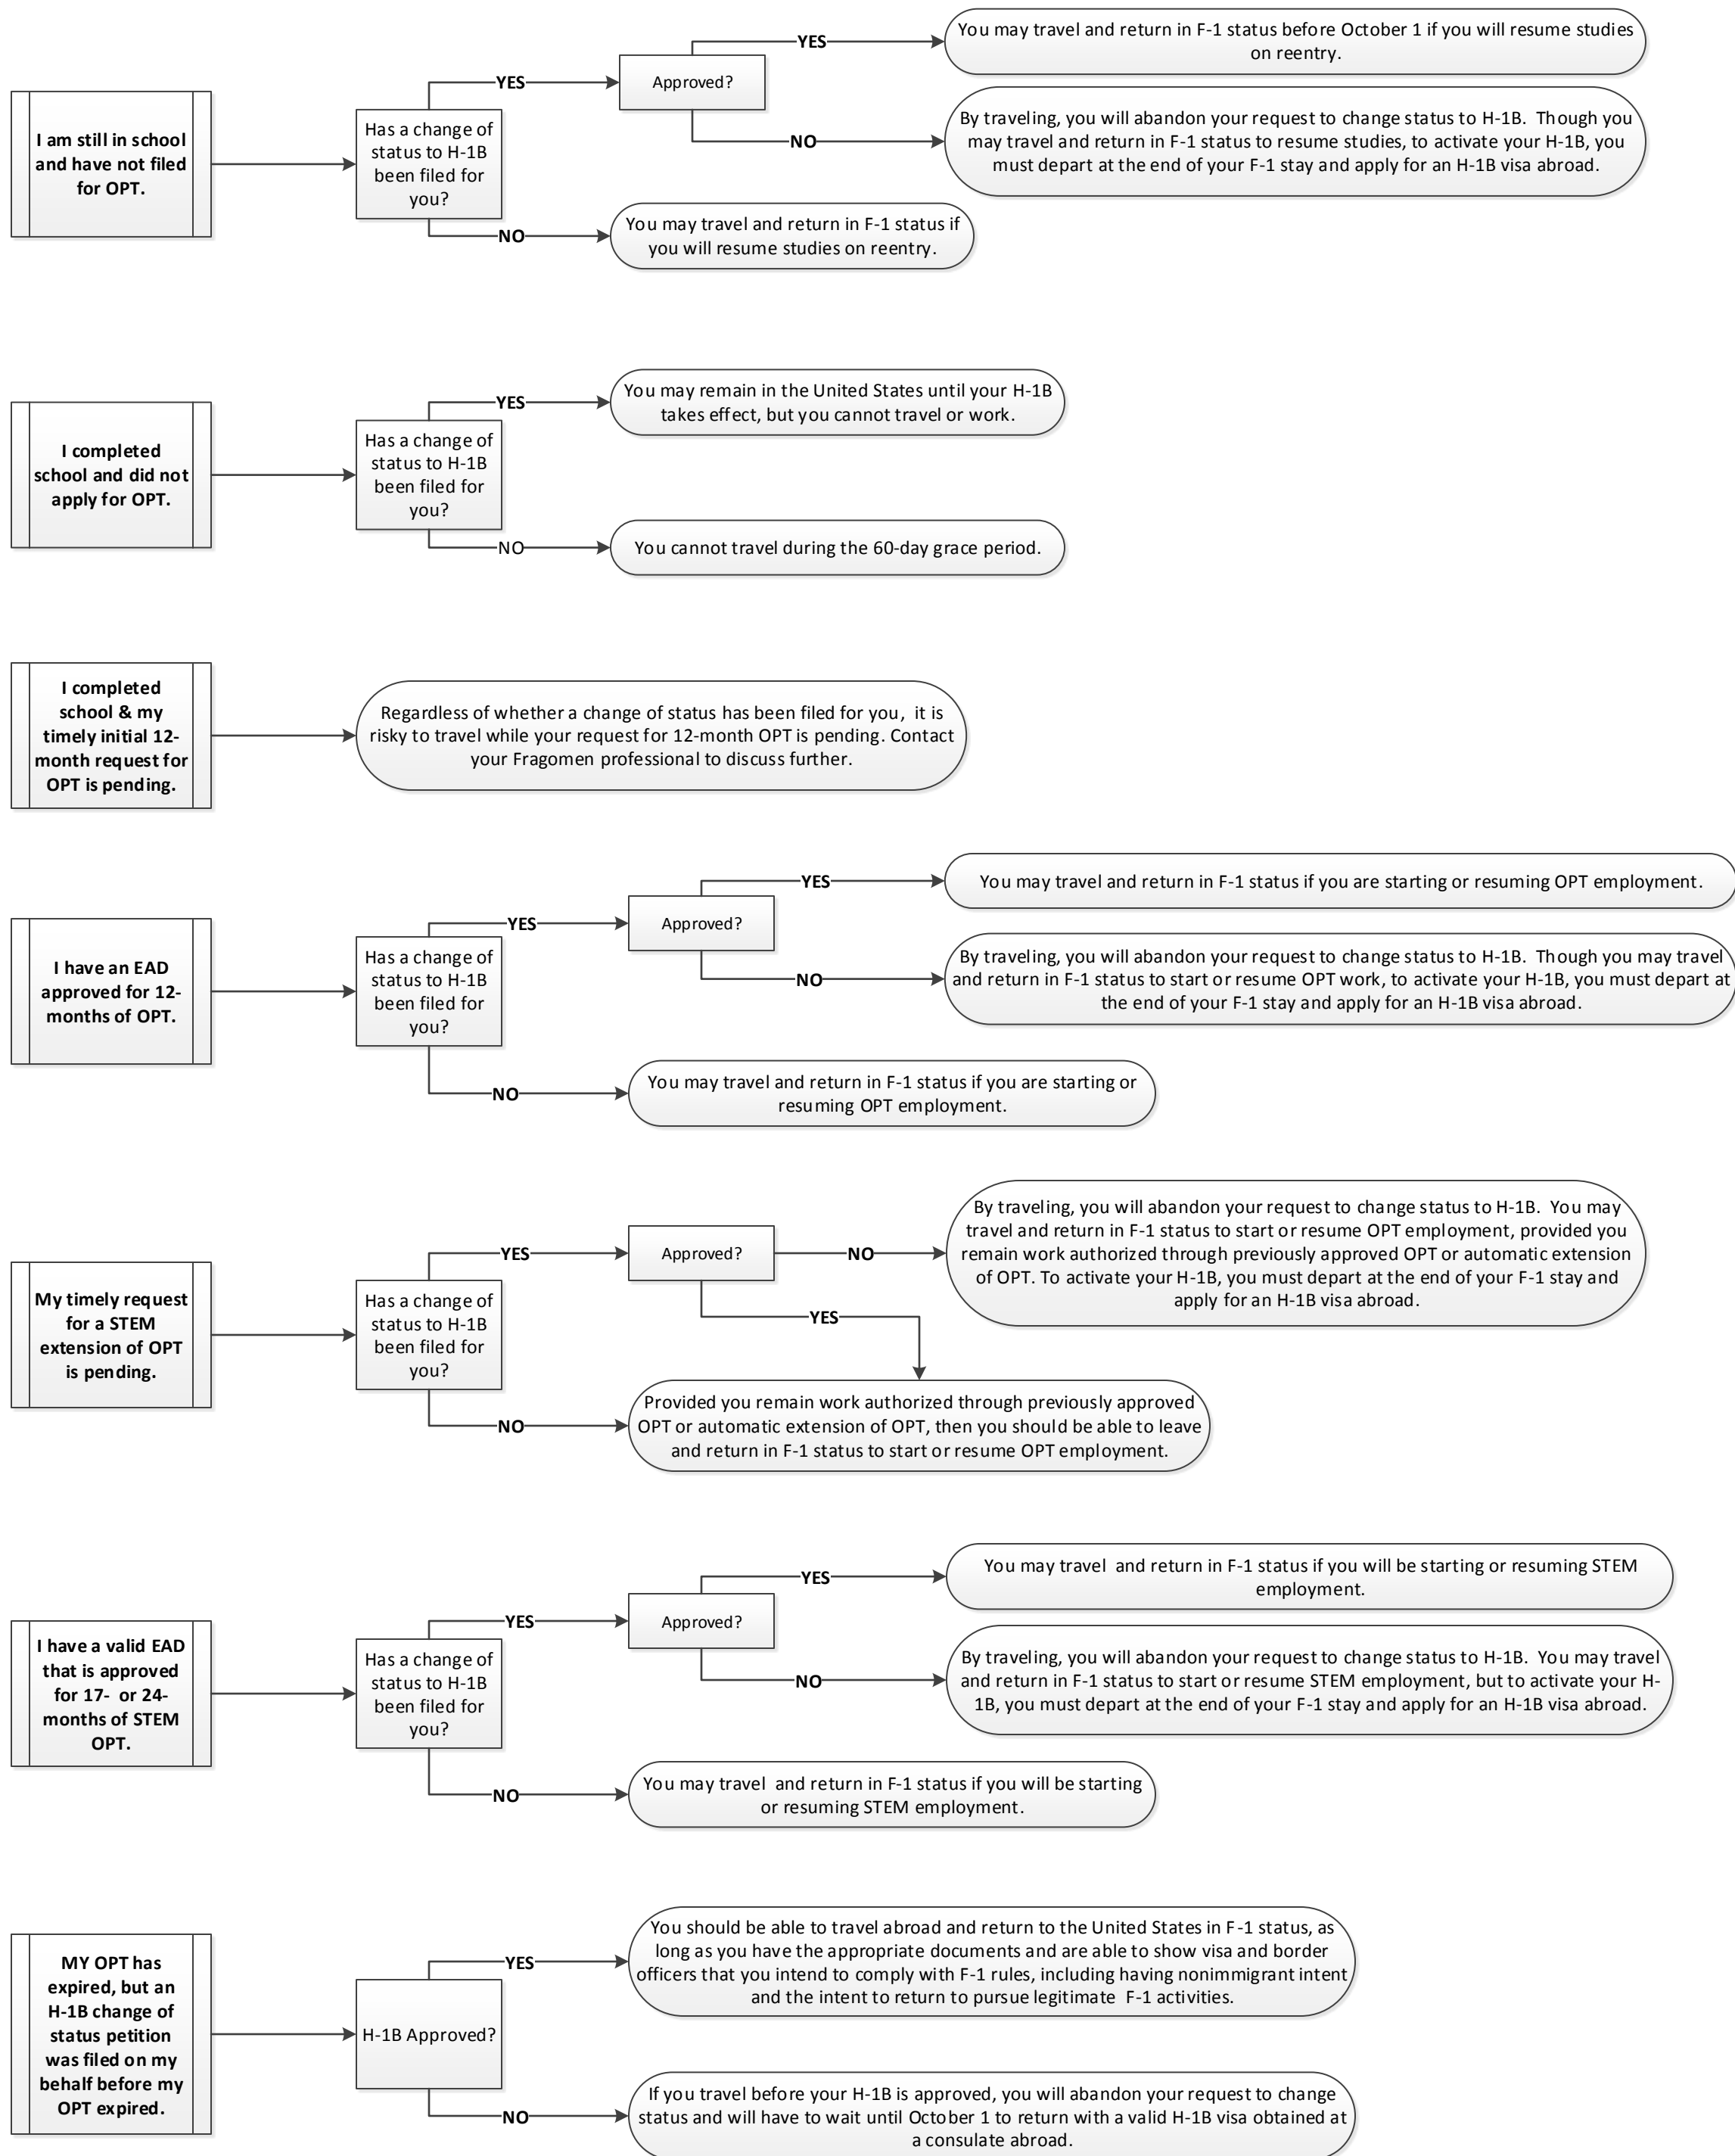 I am still in school
and have not filed
for OPT.
Has a change of
status to H-1B
been filed for
you?
YES
Approved?
YES
You may travel and return in F-1 status before October 1 if you will resume studies
on reentry.
NO
By traveling, you will abandon your request to change status to H-1B.  Though you
may travel and return in F-1 status to resume studies, to activate your H-1B, you
must depart at the end of your F-1 stay and apply for an H-1B visa abroad.
NO
You may travel and return in F-1 status if
you will resume studies on reentry.
I completed
school and did not
apply for OPT.
Has a change of
status to H-1B
been filed for
you?
YES
You may remain in the United States until your H-1B
takes effect, but you cannot travel or work.
NO
You cannot travel during the 60-day grace period.
I completed
school & my
timely initial 12-
month request for
OPT is pending.
Regardless of whether a change of status has been filed for you,  it is
risky to travel while your request for 12-month OPT is pending. Contact
your Fragomen professional to discuss further.
I have an EAD
approved for 12-
months of OPT.
Has a change of
status to H-1B
been filed for
you?
YES
Approved?
YES
You may travel and return in F-1 status if you are starting or resuming OPT employment.
NO
By traveling, you will abandon your request to change status to H-1B.  Though you may travel
and return in F-1 status to start or resume OPT work, to activate your H-1B, you must depart at
the end of your F-1 stay and apply for an H-1B visa abroad.
NO
You may travel and return in F-1 status if you are starting or
resuming OPT employment.
My timely request
for a STEM
extension of OPT
is pending.
Has a change of
status to H-1B
been filed for
you?
YES
Approved?
NO
By traveling, you will abandon your request to change status to H-1B.  You may
travel and return in F-1 status to start or resume OPT employment, provided you
remain work authorized through previously approved OPT or automatic extension
of OPT. To activate your H-1B, you must depart at the end of your F-1 stay and
apply for an H-1B visa abroad.
YES
NO
Provided you remain work authorized through previously approved
OPT or automatic extension of OPT, then you should be able to leave
and return in F-1 status to start or resume OPT employment.
I have a valid EAD
that is approved
for 17-  or 24-
months of STEM
OPT.
Has a change of
status to H-1B
been filed for
you?
YES
Approved?
YES
You may travel  and return in F-1 status if you will be starting or resuming STEM
employment.
NO
By traveling, you will abandon your request to change status to H-1B.  You may travel
and return in F-1 status to start or resume STEM employment, but to activate your H-
1B, you must depart at the end of your F-1 stay and apply for an H-1B visa abroad.
NO
You may travel  and return in F-1 status if you will be starting
or resuming STEM employment.
MY OPT has
expired, but an
H-1B change of
status petition
was filed on my
behalf before my
OPT expired.
H-1B Approved?
YES
You should be able to travel abroad and return to the United States in F-1 status, as
long as you have the appropriate documents and are able to show visa and border
officers that you intend to comply with F-1 rules, including having nonimmigrant intent
and the intent to return to pursue legitimate  F-1 activities.
NO
If you travel before your H-1B is approved, you will abandon your request to change
status and will have to wait until October 1 to return with a valid H-1B visa obtained at
a consulate abroad.